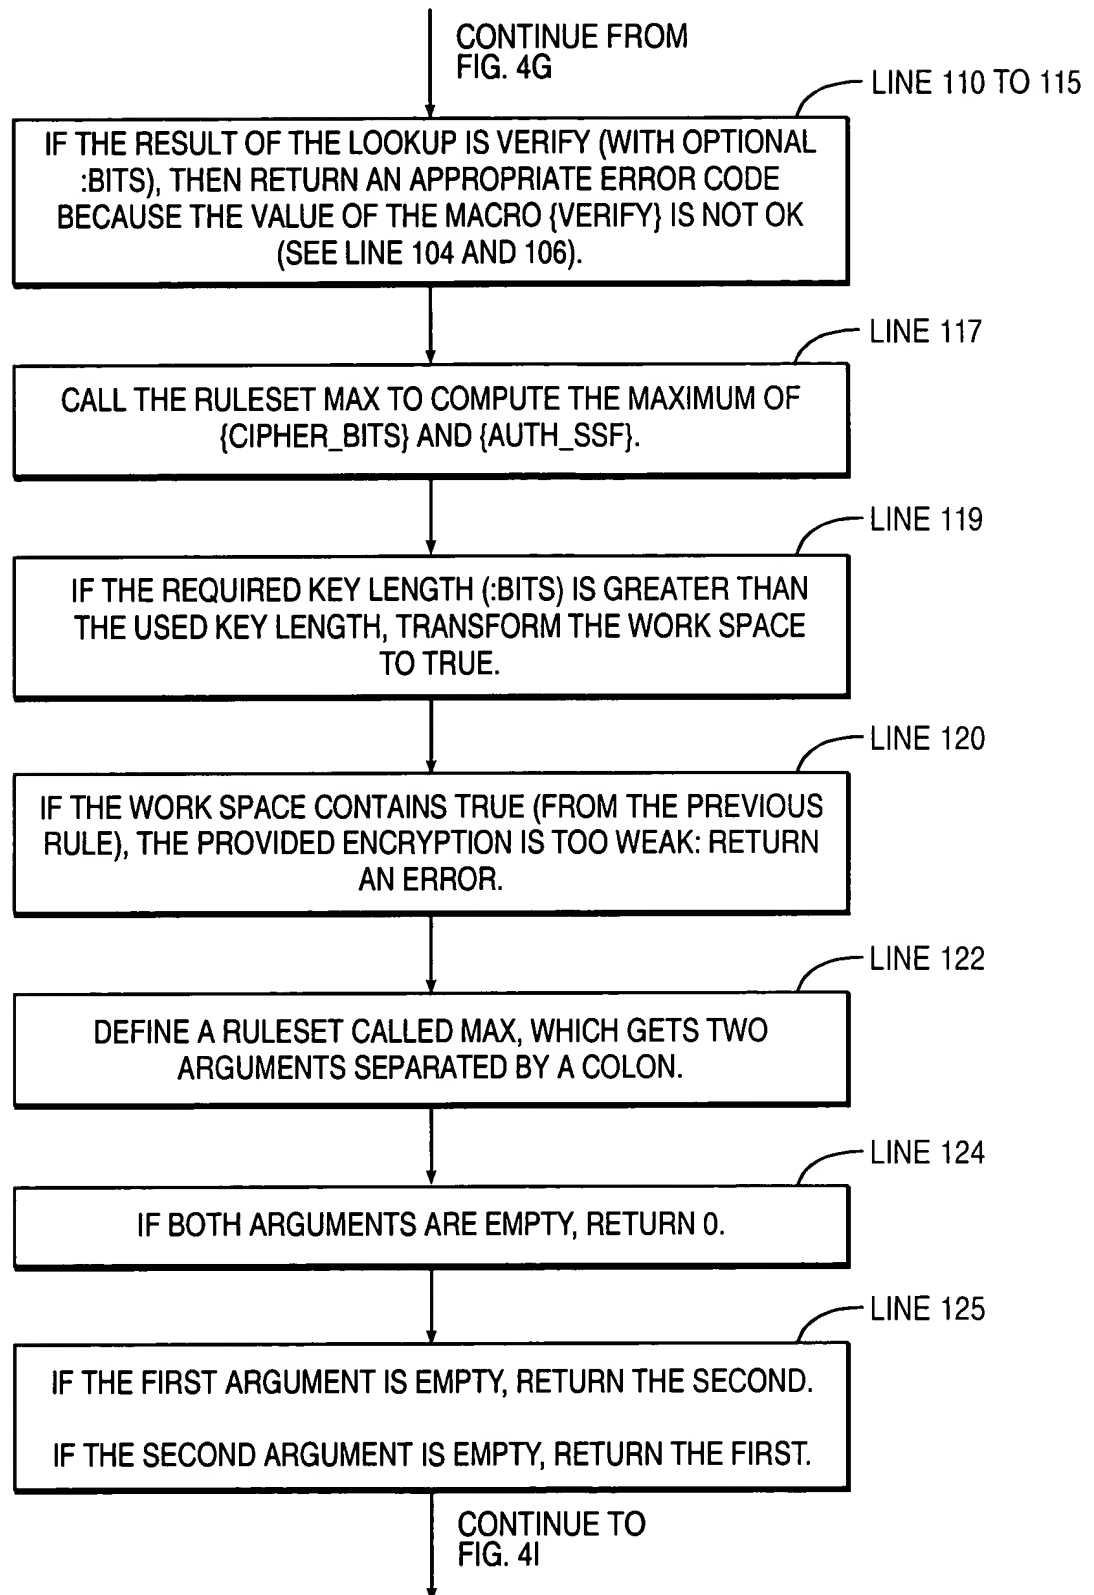 CONTINUE FROM
FIG. 4G
LINE 110 TO 115
IF THE RESULT OF THE LOOKUP IS VERIFY (WITH OPTIONAL
:BITS), THEN RETURN AN APPROPRIATE ERROR CODE
BECAUSE THE VALUE OF THE MACRO {VERIFY} IS NOT OK
(SEE LINE 104 AND 106).
LINE 117
CALL THE RULESET MAX TO COMPUTE THE MAXIMUM OF
{CIPHER_BITS} AND {AUTH_SSF}.
LINE 119
IF THE REQUIRED KEY LENGTH (:BITS) IS GREATER THAN
THE USED KEY LENGTH, TRANSFORM THE WORK SPACE
TO TRUE.
LINE 120
IF THE WORK SPACE CONTAINS TRUE (FROM THE PREVIOUS
RULE), THE PROVIDED ENCRYPTION IS TOO WEAK: RETURN
AN ERROR.
LINE 122
DEFINE A RULESET CALLED MAX, WHICH GETS TWO
ARGUMENTS SEPARATED BY A COLON.
LINE 124
IF BOTH ARGUMENTS ARE EMPTY, RETURN 0.
LINE 125
IF THE FIRST ARGUMENT IS EMPTY, RETURN THE SECOND.
IF THE SECOND ARGUMENT IS EMPTY, RETURN THE FIRST.
CONTINUE TO
FIG. 4I